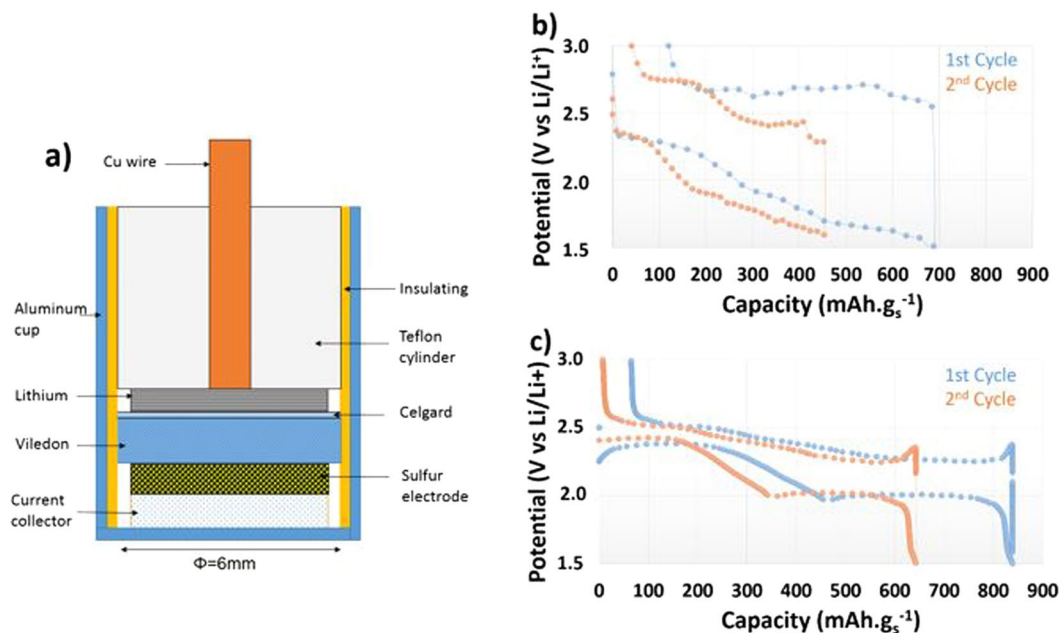 a)
Cu wire
Aluminum
cup
Lithium
Viledon
Current
collector
Insulating
Teflon
cylinder
Celgard
Sulfur
electrode
Φ=6mm
b)
Potential (V vs Li/Li⁺)
3.0
2.5
2.0
1.5
1st Cycle
2ⁿᵈ Cycle
0 100 200 300 400 500 600 700 800 900
Capacity (mAh.gₛ⁻¹)
c)
Potential (V vs Li/Li+)
3.0
2.5
2.0
1.5
1st Cycle
2ⁿᵈ Cycle
0 100 200 300 400 500 600 700 800 900
Capacity (mAh.gₛ⁻¹)